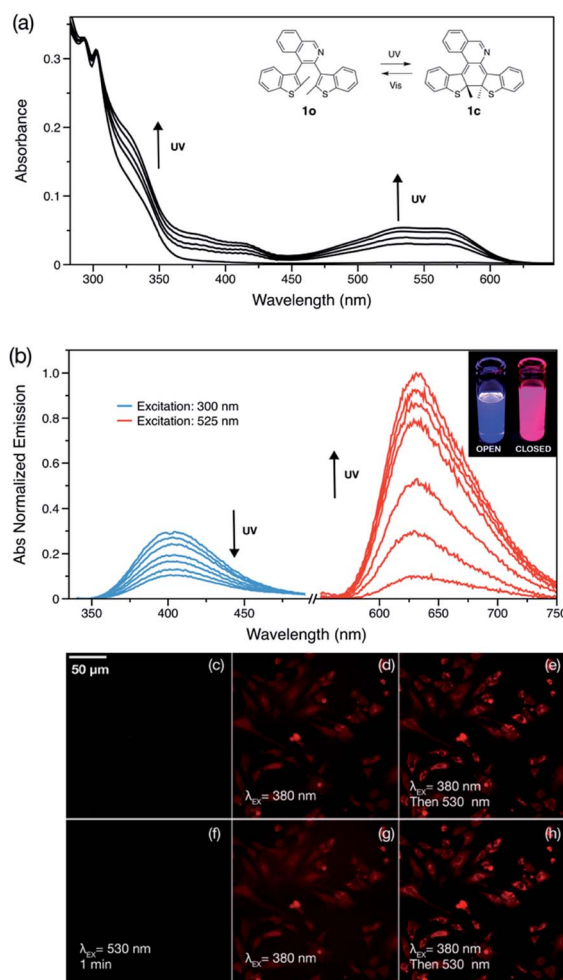 (a)
0.3
0.2
0.1
0
Absorbance
UV
UV
N
S
S
1o
UV
Vis
N
S
S
1c
300
350
400
450
500
550
600
Wavelength (nm)
(b)
1.0
0.8
0.6
0.4
0.2
0
Abs Normalized Emission
Excitation: 300 nm
Excitation: 525 nm
UV
UV
OPEN
CLOSED
350
400
450
600
650
700
750
Wavelength (nm)
50 µm
(c)
(d)
λEX= 380 nm
(e)
λEX= 380 nm
Then 530 nm
(f)
λEX= 530 nm
1 min
(g)
λEX= 380 nm
(h)
λEX= 380 nm
Then 530 nm